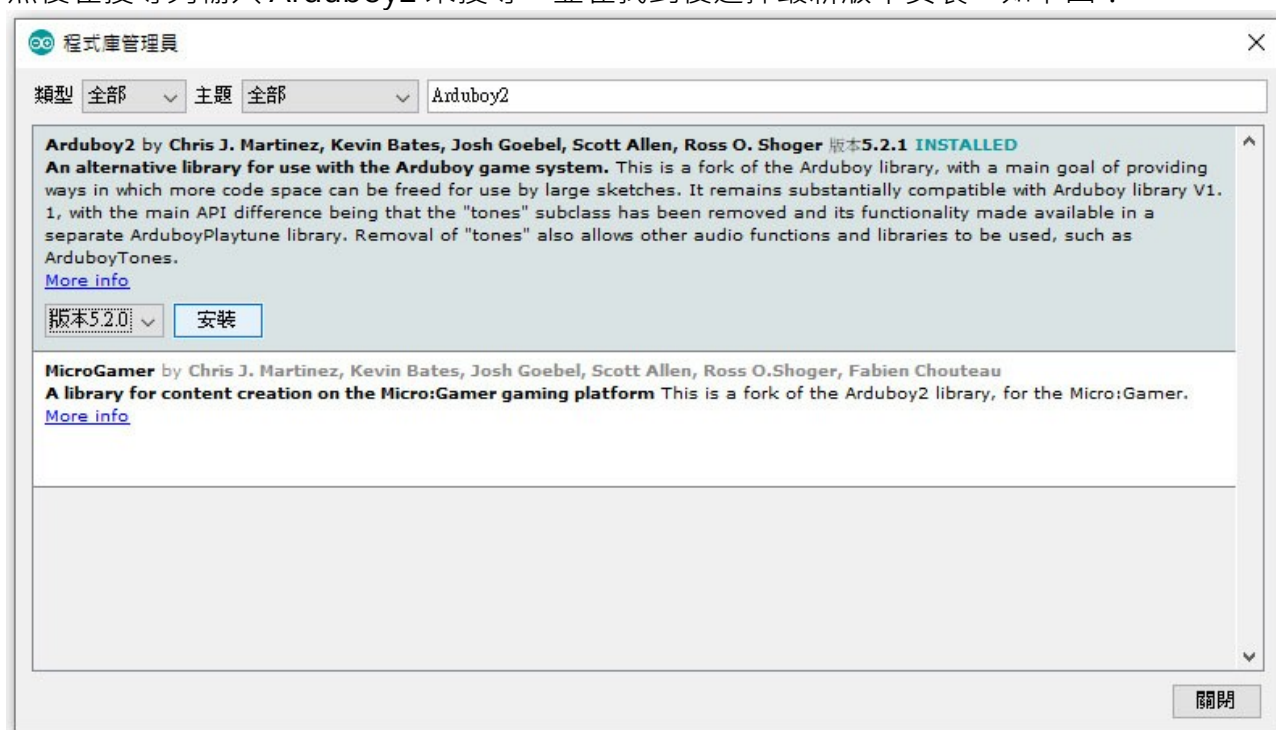 然後在搜尋列輸入 Arduboy2 來搜尋，並在找到後選擇最新版本安裝，如下圖：
程式庫管理員
類型 全部 主題 全部 Arduboy2
Arduboy2 by Chris J. Martinez, Kevin Bates, Josh Goebel, Scott Allen, Ross O. Shoger 版本5.2.1 INSTALLED
An alternative library for use with the Arduboy game system. This is a fork of the Arduboy library, with a main goal of providing
ways in which more code space can be freed for use by large sketches. It remains substantially compatible with Arduboy library V1.
1, with the main API difference being that the "tones" subclass has been removed and its functionality made available in a
separate ArduboyPlaytune library. Removal of "tones" also allows other audio functions and libraries to be used, such as
ArduboyTones.
More info
版本5.2.0 安裝
MicroGamer by Chris J. Martinez, Kevin Bates, Josh Goebel, Scott Allen, Ross O.Shoger, Fabien Chouteau
A library for content creation on the Micro:Gamer gaming platform This is a fork of the Arduboy2 library, for the Micro:Gamer.
More info
關閉